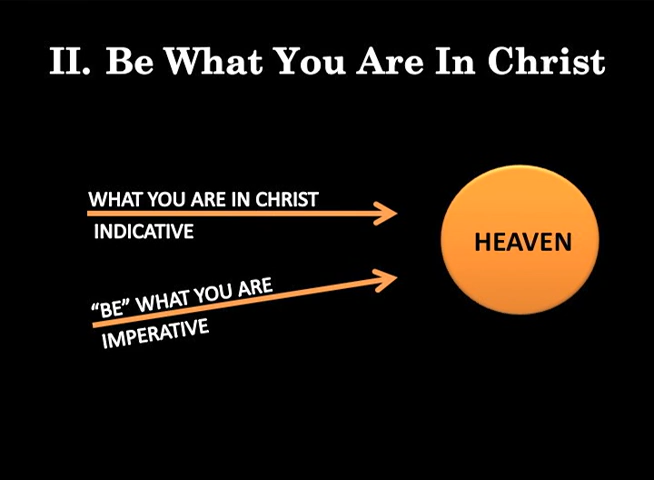 II. Be What You Are In Christ
WHAT YOU ARE IN CHRIST
INDICATIVE
HEAVEN
“BE” WHAT YOU ARE
IMPERATIVE